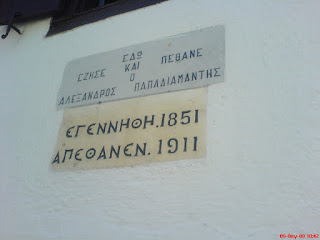 ΕΔΩ
ΕΖΗΣΕ ΚΑΙ ΠΕΘΑΝΕ
Ο
ΑΛΕΞΑΝΔΡΟΣ ΠΑΠΑΔΙΑΜΑΝΤΗΣ
ΕΓΕΝΝΗΘΗ.1851
ΑΠΕΘΑΝΕΝ.1911